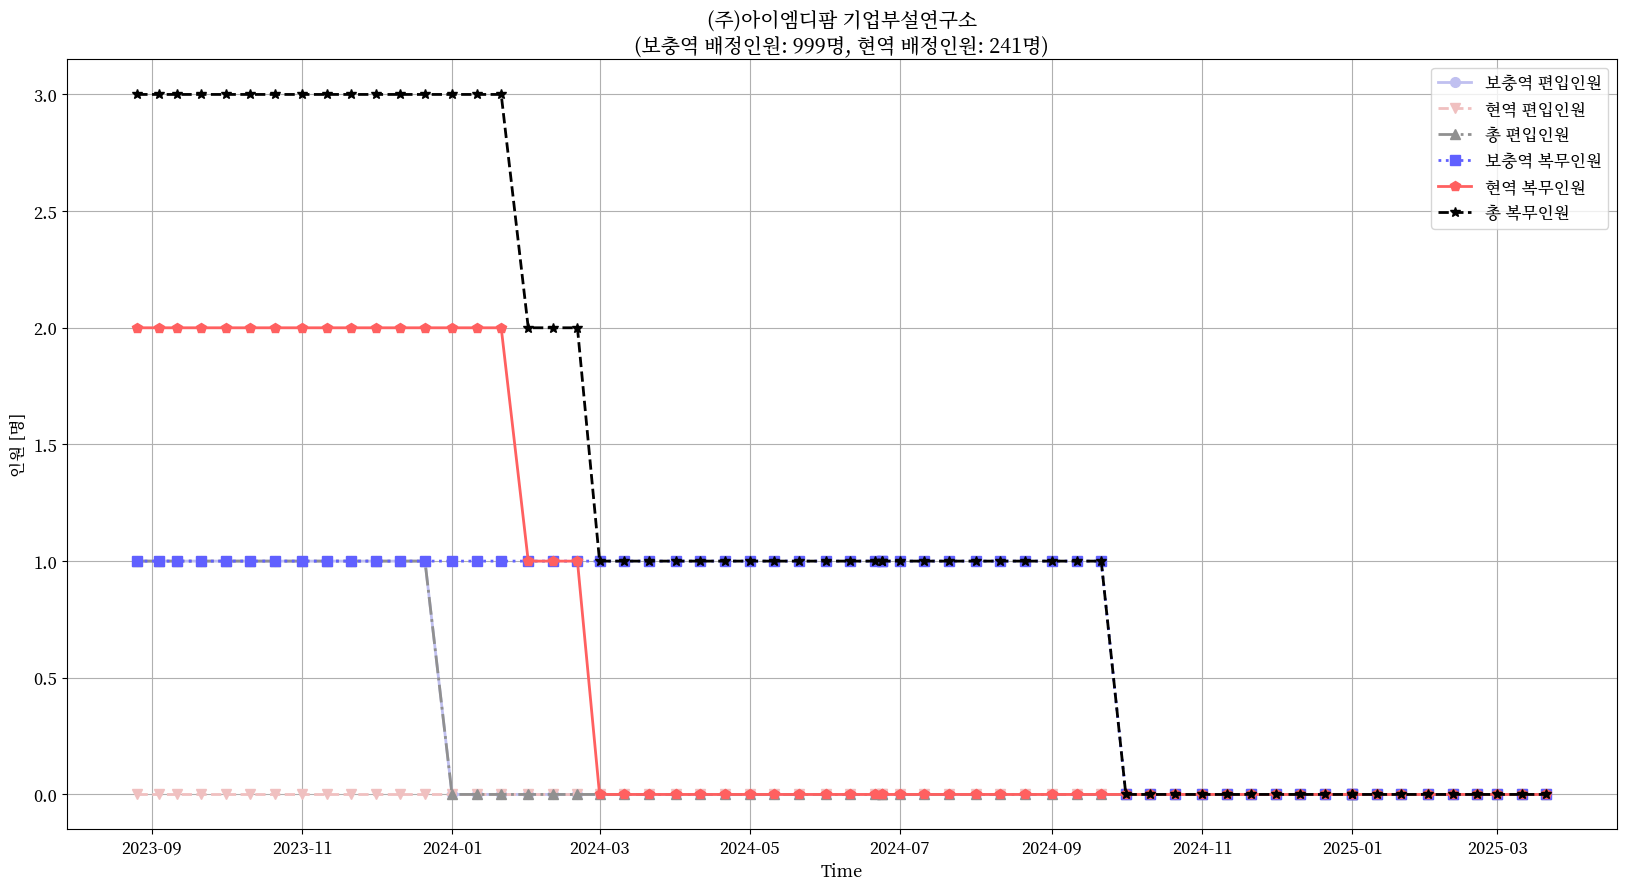 (주)아이엠디팜 기업부설연구소
(보충역 배정인원: 999명, 현역 배정인원: 241명)
보충역 편입인원
현역 편입인원
총 편입인원
보충역 복무인원
현역 복무인원
총 복무인원
인원 [명]
3.0
2.5
2.0
1.5
1.0
0.5
0.0
2023-09
2023-11
2024-01
2024-03
2024-05
2024-07
2024-09
2024-11
2025-01
2025-03
Time